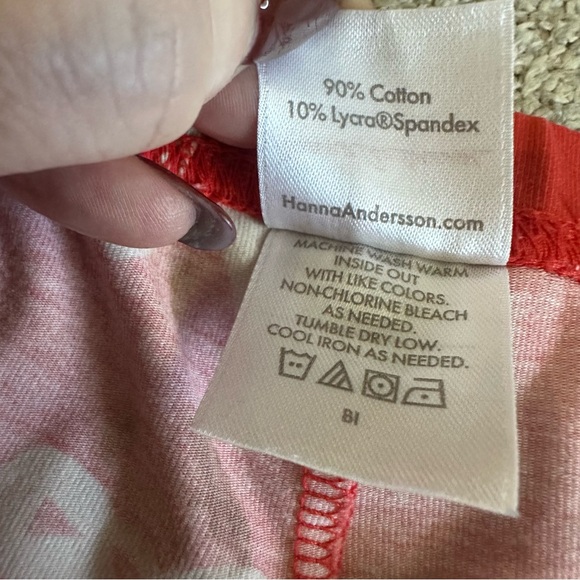 90% Cotton
10% Lycra®Spandex
HannaAndersson.com
MACHINE WASH WARM
INSIDE OUT
WITH LIKE COLORS.
NON-CHLORINE BLEACH
AS NEEDED.
TUMBLE DRY LOW.
COOL IRON AS NEEDED.
BI